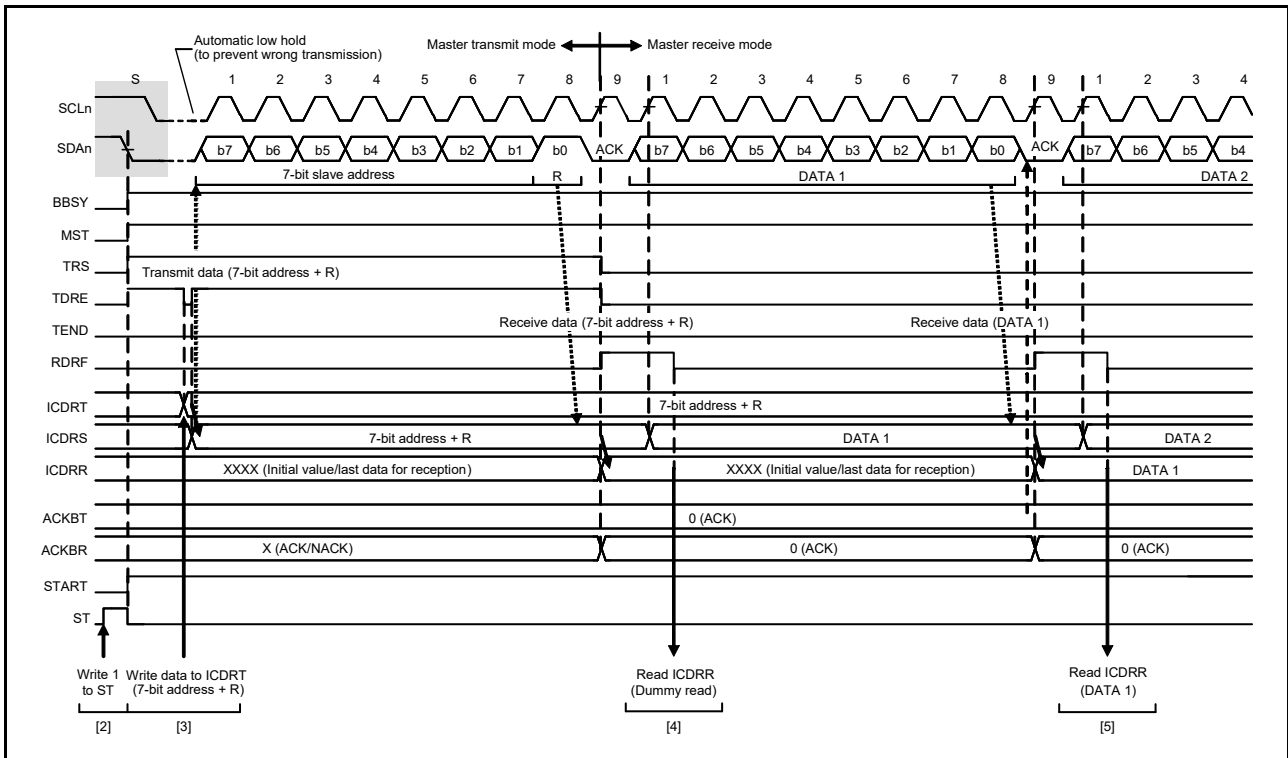 Automatic low hold
(to prevent wrong transmission)
Master transmit mode
Master receive mode
S 1 2 3 4 5 6 7 8 9 1 2 3 4 5 6 7 8 9 1 2 3 4
SCLn
SDAn b7 b6 b5 b4 b3 b2 b1 b0 ACK b7 b6 b5 b4 b3 b2 b1 b0 ACK b7 b6 b5 b4
7-bit slave address R DATA 1 DATA 2
BBSY
MST
TRS
Transmit data (7-bit address + R)
TDRE
TEND
Receive data (7-bit address + R) Receive data (DATA 1)
RDRF
ICDRT 7-bit address + R
ICDRS 7-bit address + R DATA 1 DATA 2
ICDRR XXXX (Initial value/last data for reception) XXXX (Initial value/last data for reception) DATA 1
ACKBT 0 (ACK)
ACKBR X (ACK/NACK) 0 (ACK) 0 (ACK)
START
ST
Write 1
to ST
Write data to ICDRT
(7-bit address + R)
Read ICDRR
(Dummy read)
Read ICDRR
(DATA 1)
[2] [3] [4] [5]